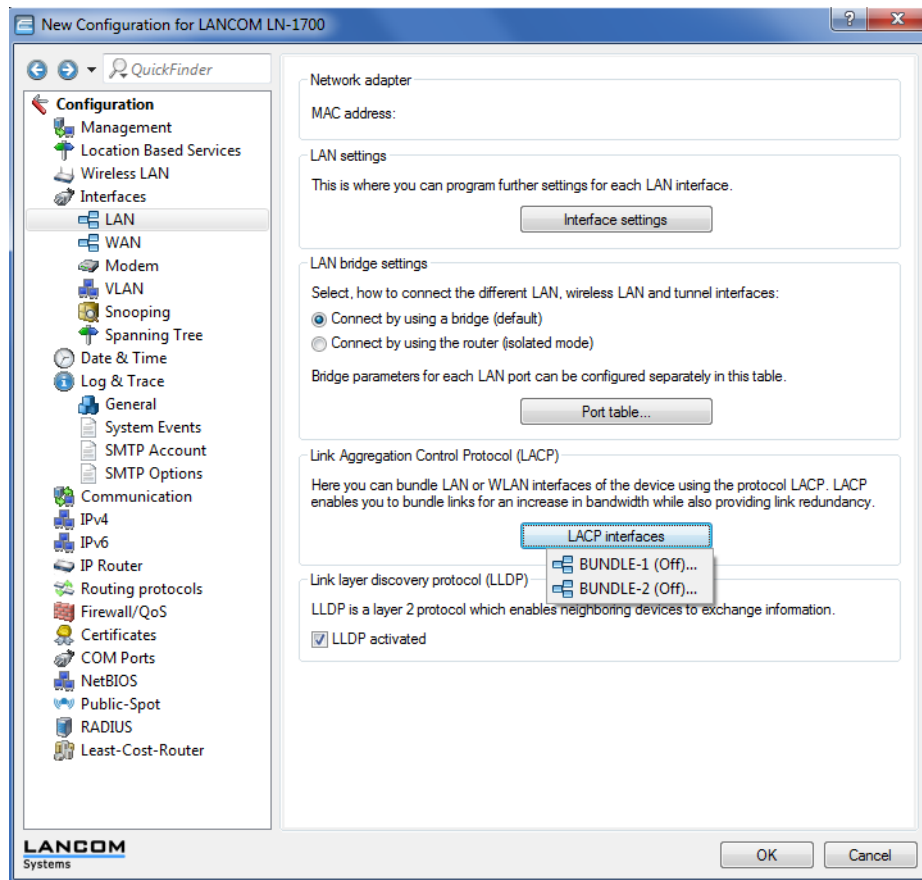 New Configuration for LANCOM LN-1700
QuickFinder
Configuration
Management
Location Based Services
Wireless LAN
Interfaces
LAN
WAN
Modem
VLAN
Snooping
Spanning Tree
Date & Time
Log & Trace
General
System Events
SMTP Account
SMTP Options
Communication
IPv4
IPv6
IP Router
Routing protocols
Firewall/QoS
Certificates
COM Ports
NetBIOS
Public-Spot
RADIUS
Least-Cost-Router
Network adapter
MAC address:
LAN settings
This is where you can program further settings for each LAN interface.
Interface settings
LAN bridge settings
Select, how to connect the different LAN, wireless LAN and tunnel interfaces:
Connect by using a bridge (default)
Connect by using the router (isolated mode)
Bridge parameters for each LAN port can be configured separately in this table.
Port table...
Link Aggregation Control Protocol (LACP)
Here you can bundle LAN or WLAN interfaces of the device using the protocol LACP. LACP
enables you to bundle links for an increase in bandwidth while also providing link redundancy.
LACP interfaces
BUNDLE-1 (Off)...
BUNDLE-2 (Off)...
Link layer discovery protocol (LLDP)
LLDP is a layer 2 protocol which enables neighboring devices to exchange information.
LLDP activated
LANCOM
Systems
OK
Cancel